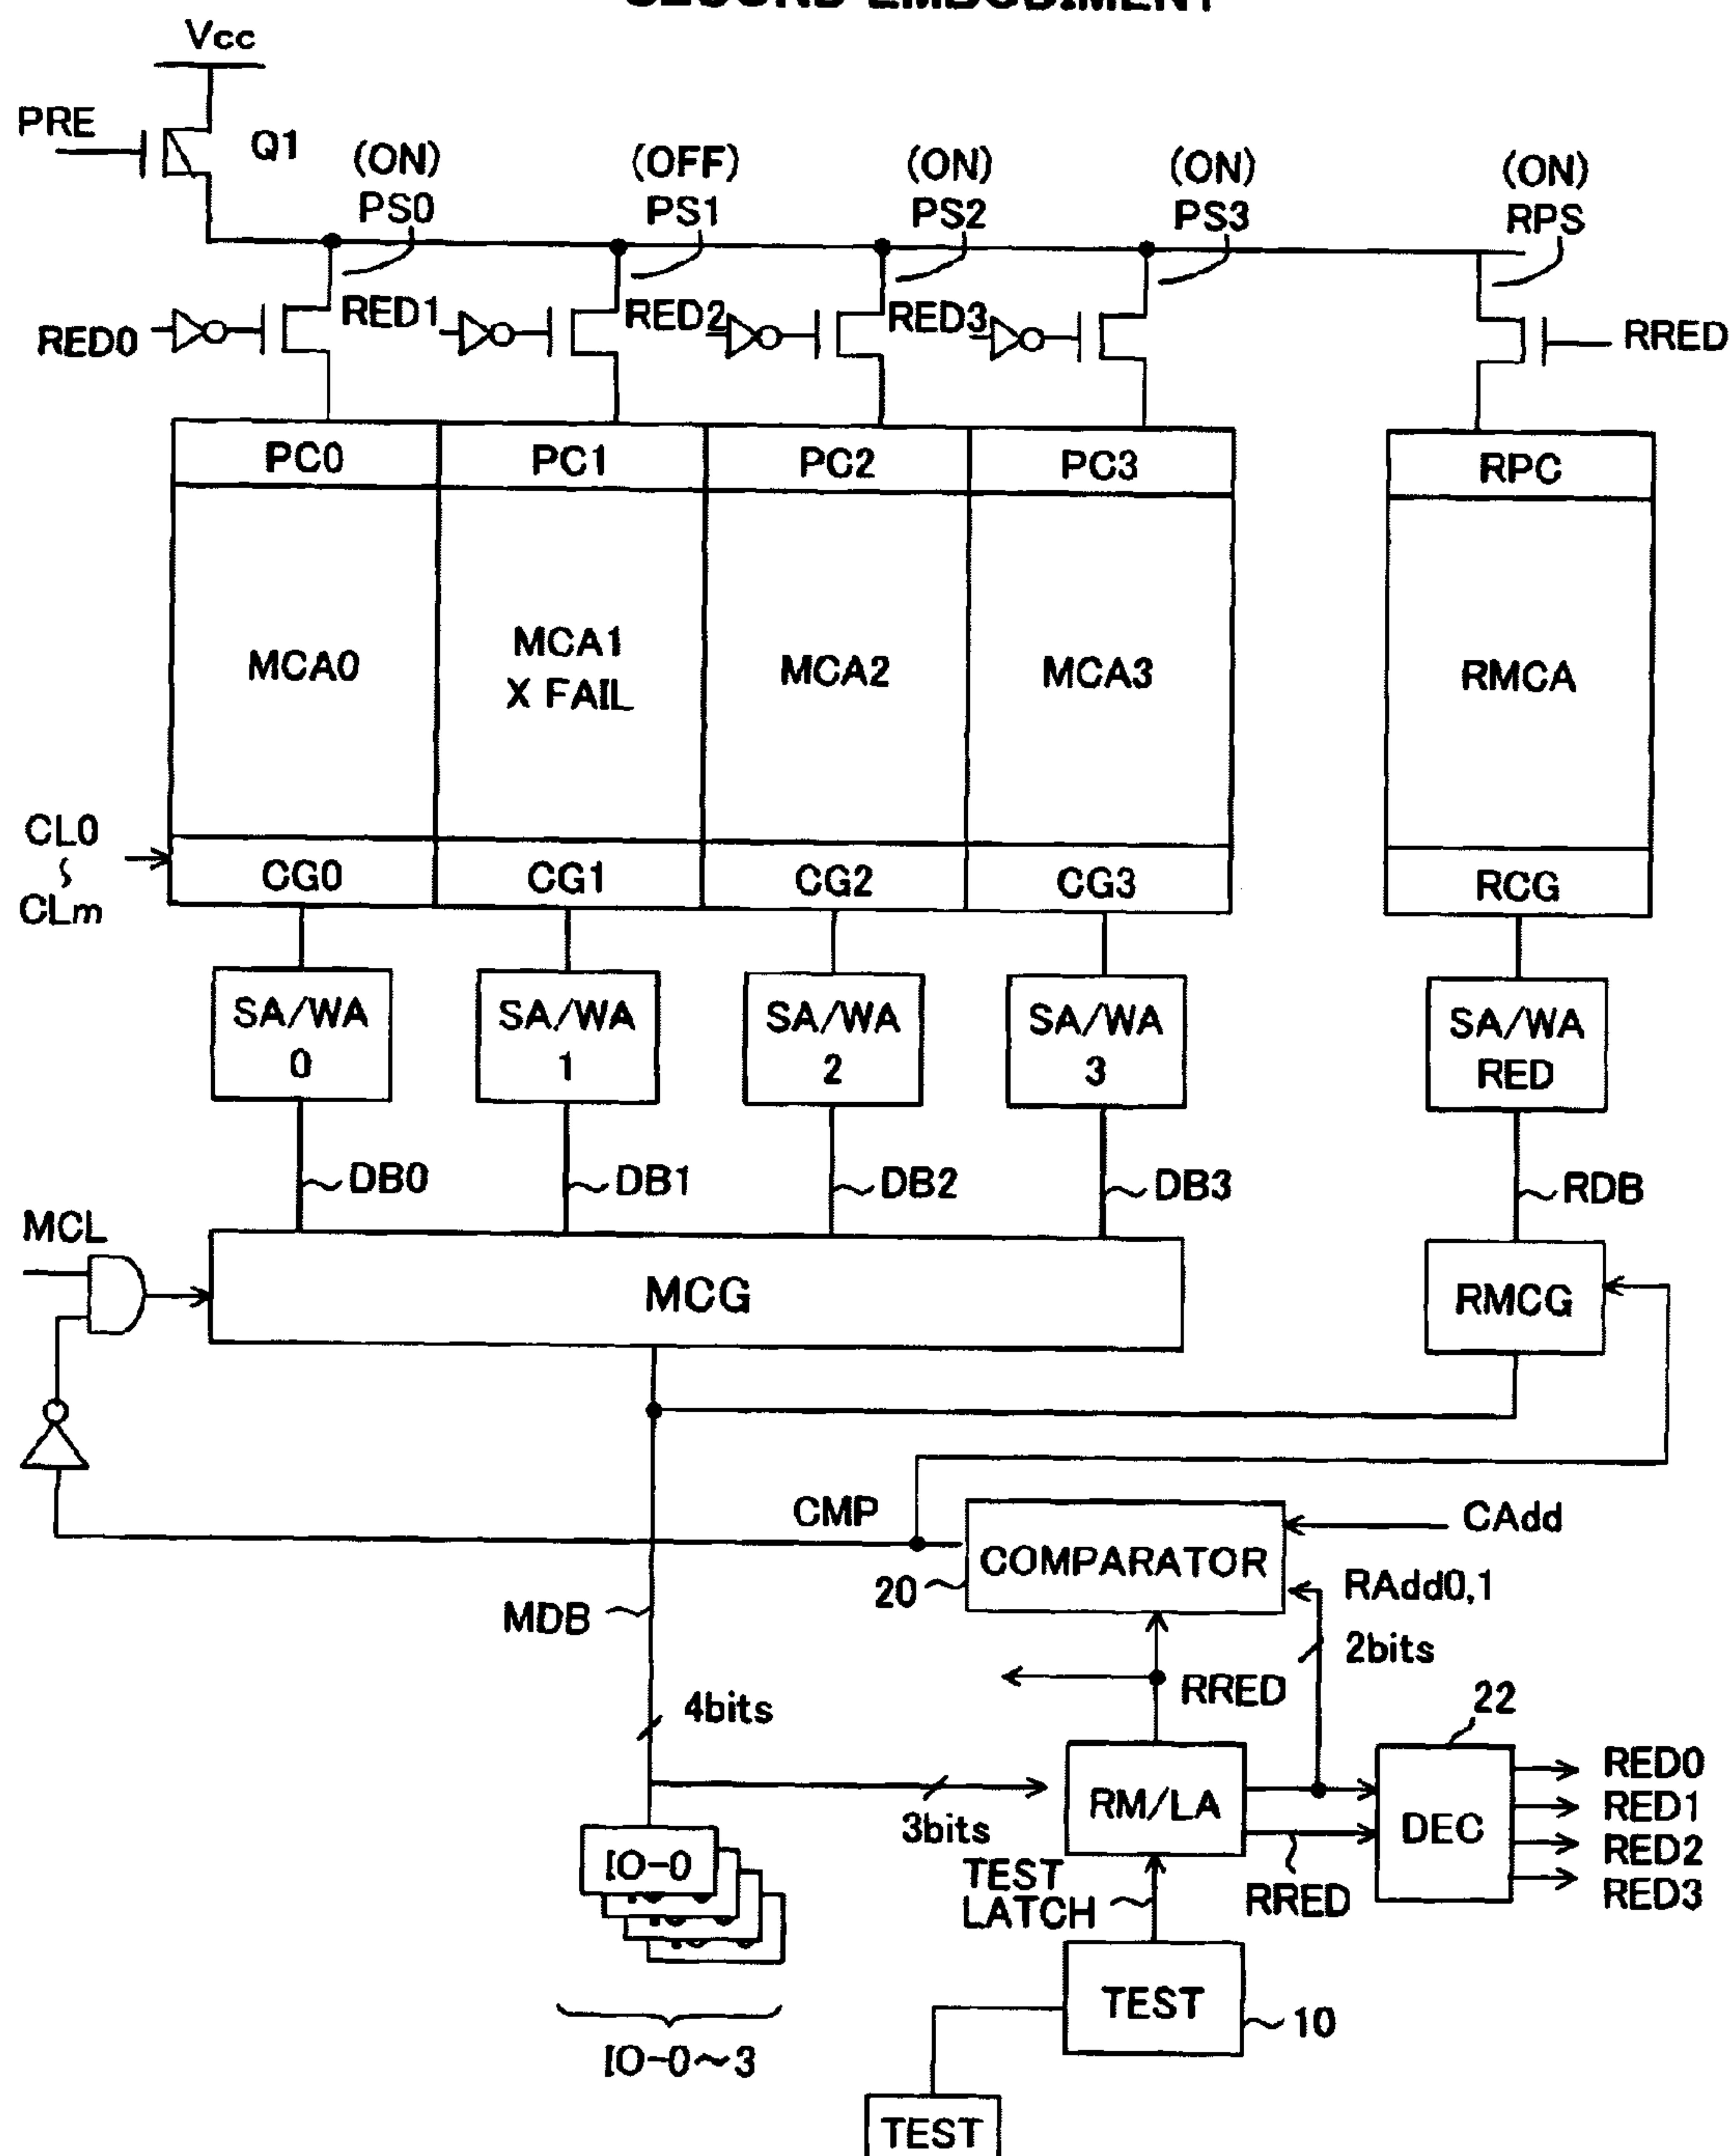 SECOND EMBODIMENT
Vcc
PRE
Q1
(ON)
PS0
(OFF)
PS1
(ON)
PS2
(ON)
PS3
(ON)
RPS
RED0
RED1
RED2
RED3
RRED
PC0
PC1
PC2
PC3
RPC
MCA0
MCA1
X FAIL
MCA2
MCA3
RMCA
CL0
CLm
CG0
CG1
CG2
CG3
RCG
SA/WA
0
SA/WA
1
SA/WA
2
SA/WA
3
SA/WA
RED
DB0
DB1
DB2
DB3
RDB
MCL
MCG
RMCG
CMP
COMPARATOR
20
CAdd
RAdd0,1
2bits
MDB
4bits
RRED
22
3bits
RM/LA
DEC
RED0
RED1
RED2
RED3
IO-0
TEST
LATCH
RRED
TEST
10
IO-0~3
TEST